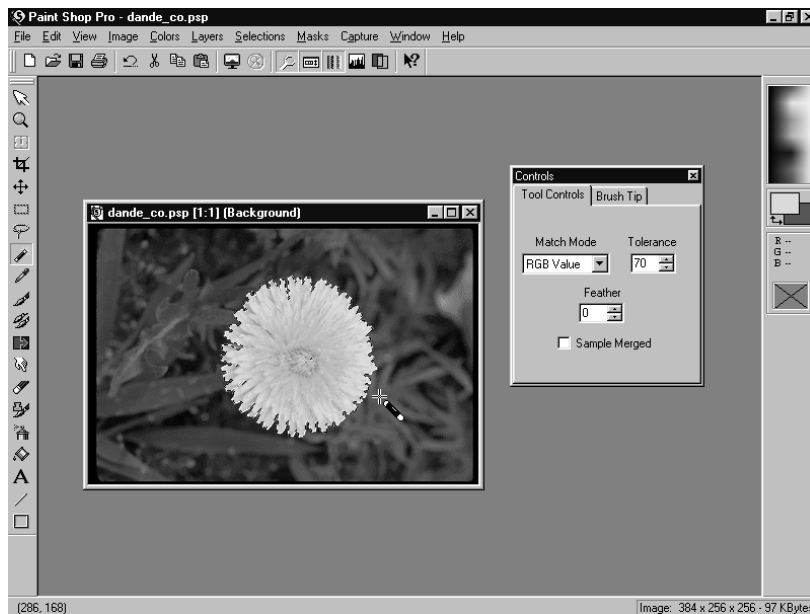 Paint Shop Pro - dande_co.psp
File Edit View Image Colors Layers Selections Masks Capture Window Help
dande_co.psp [1:1] (Background)
Controls
Tool Controls Brush Tip
Match Mode Tolerance
RGB Value 70
Feather
0
Sample Merged
R --
G --
B --
A
(286, 168) Image: 384 x 256 x 256 - 97 KByte